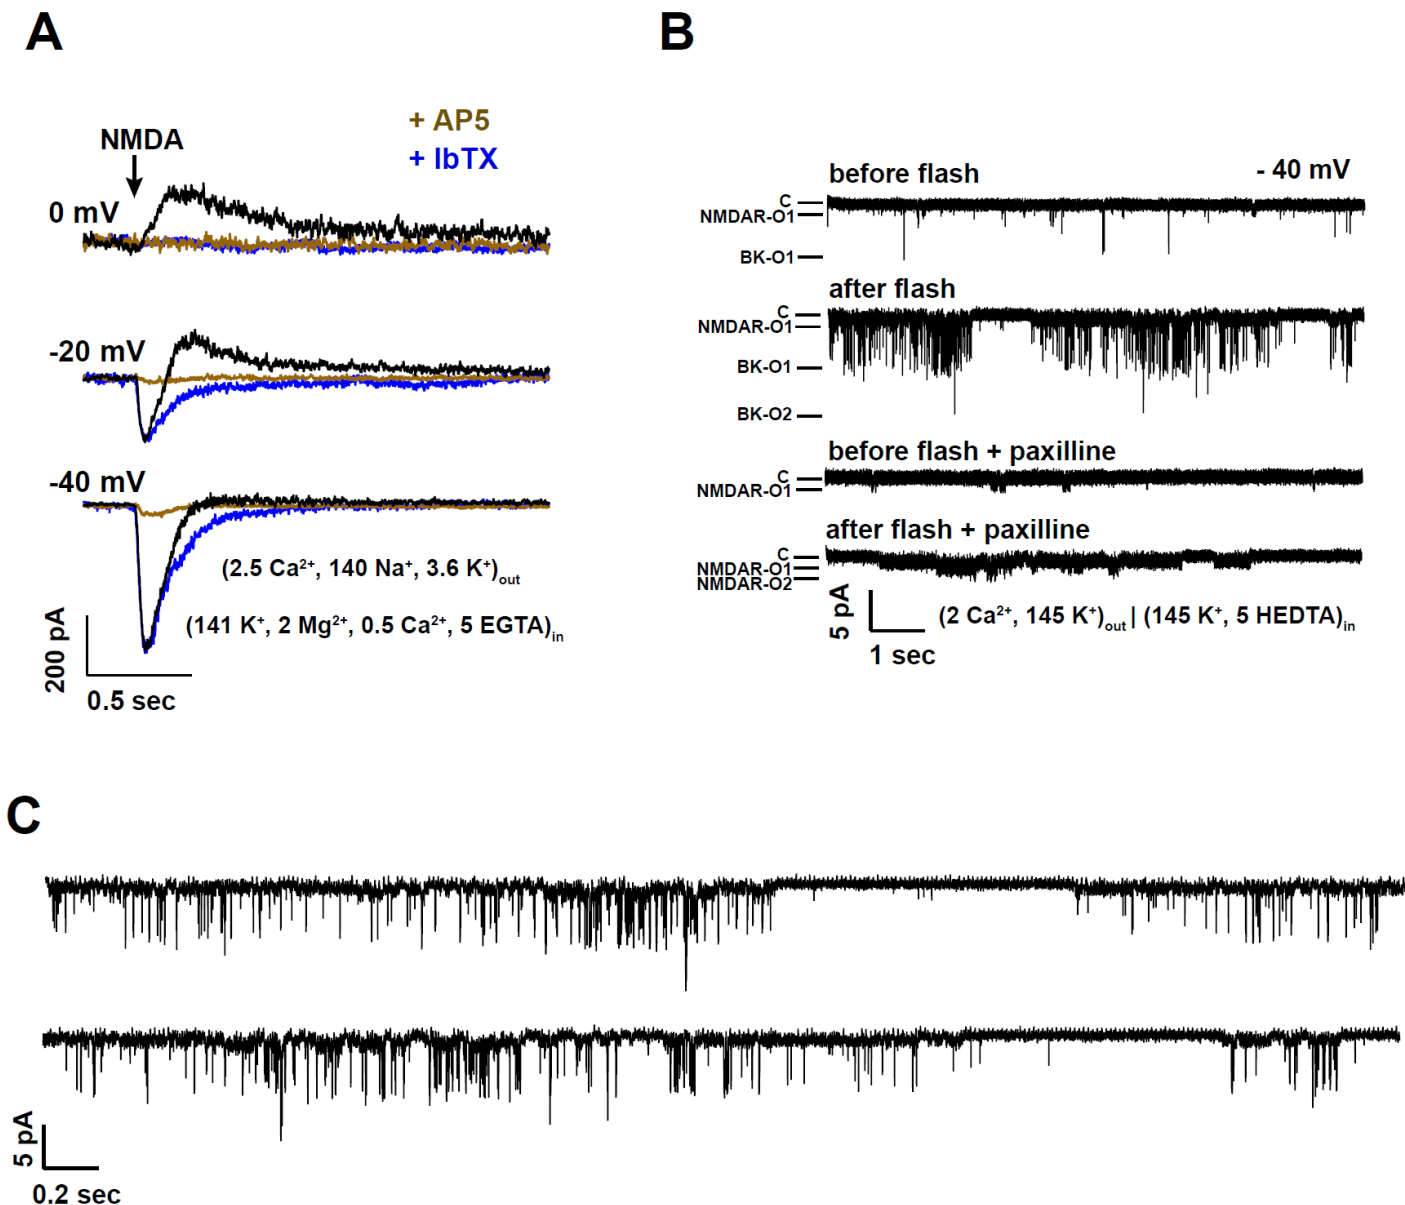 A
+ AP5
+ IbTX
NMDA
0 mV
-20 mV
-40 mV
(2.5 Ca²⁺, 140 Na⁺, 3.6 K⁺)out
(141 K⁺, 2 Mg²⁺, 0.5 Ca²⁺, 5 EGTA)in
200 pA
0.5 sec
B
before flash
- 40 mV
C
NMDAR-O1
BK-O1
after flash
C
NMDAR-O1
BK-O1
BK-O2
before flash + paxilline
C
NMDAR-O1
after flash + paxilline
C
NMDAR-O1
NMDAR-O2
5 pA
1 sec
(2 Ca²⁺, 145 K⁺)out | (145 K⁺, 5 HEDTA)in
C
5 pA
0.2 sec